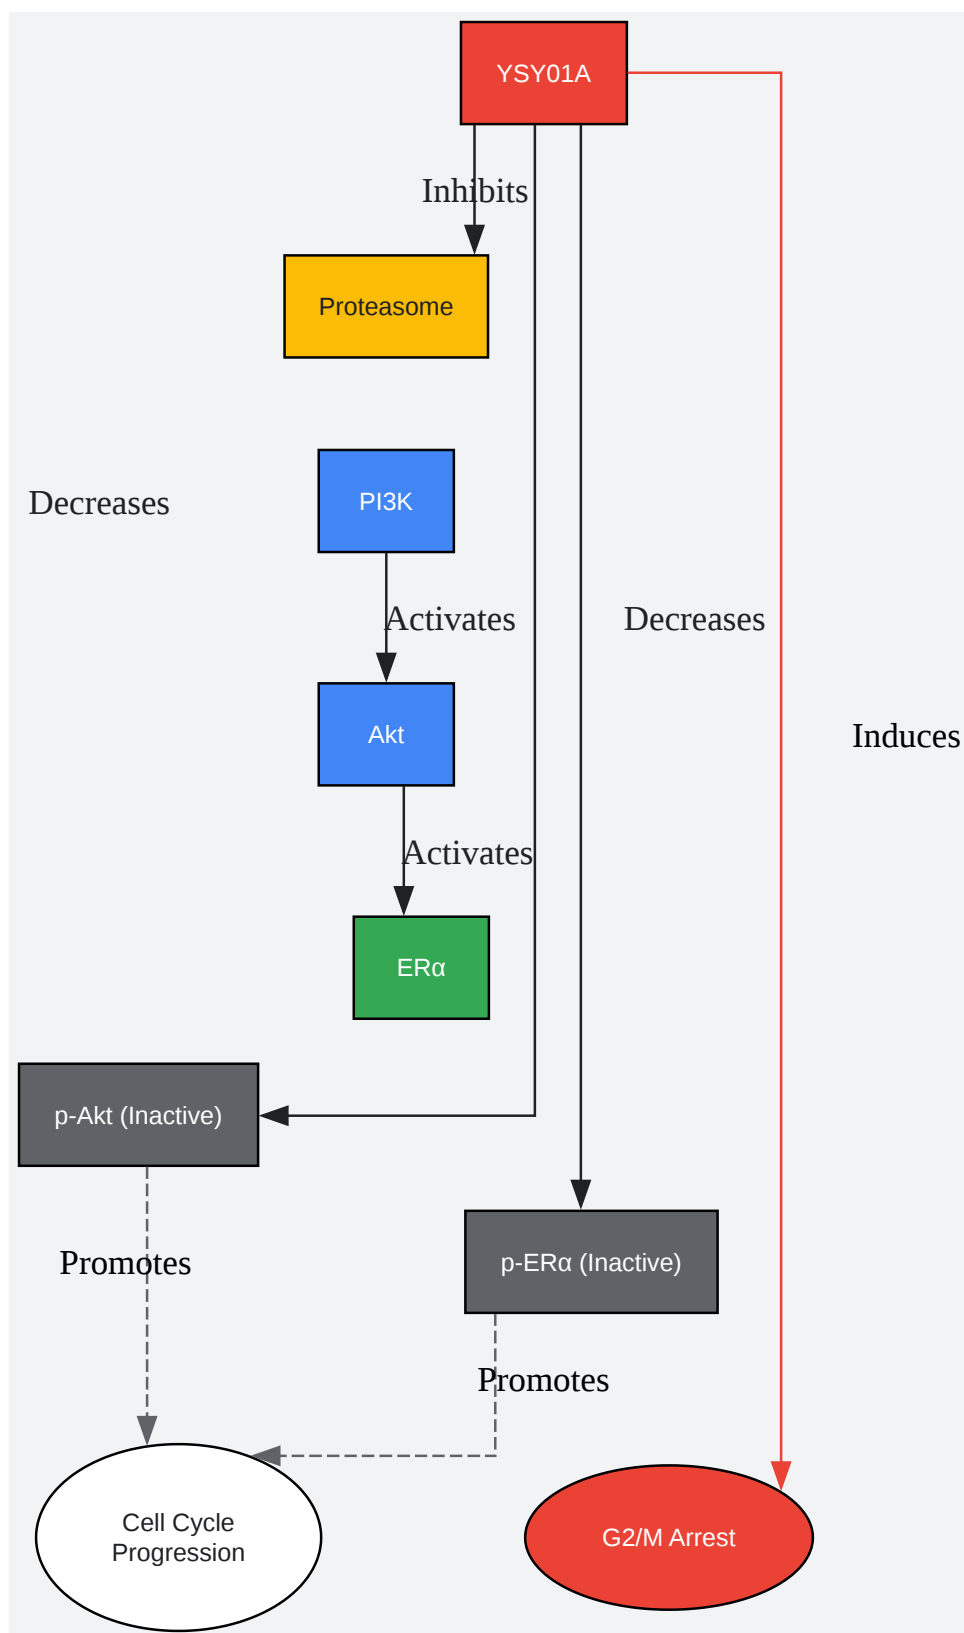 YSY01A
Inhibits
Proteasome
PI3K
Decreases
Activates
Decreases
Akt
Induces
Activates
ERα
p-Akt (Inactive)
Promotes
p-ERα (Inactive)
Promotes
Cell Cycle
Progression
G2/M Arrest